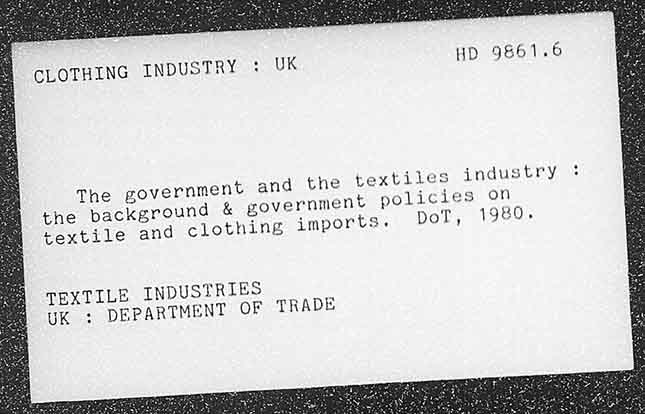 CLOTHING INDUSTRY : UK
HD 9861.6
The government and the textiles industry :
the background & government policies on
textile and clothing imports. DoT, 1980.
TEXTILE INDUSTRIES
UK : DEPARTMENT OF TRADE